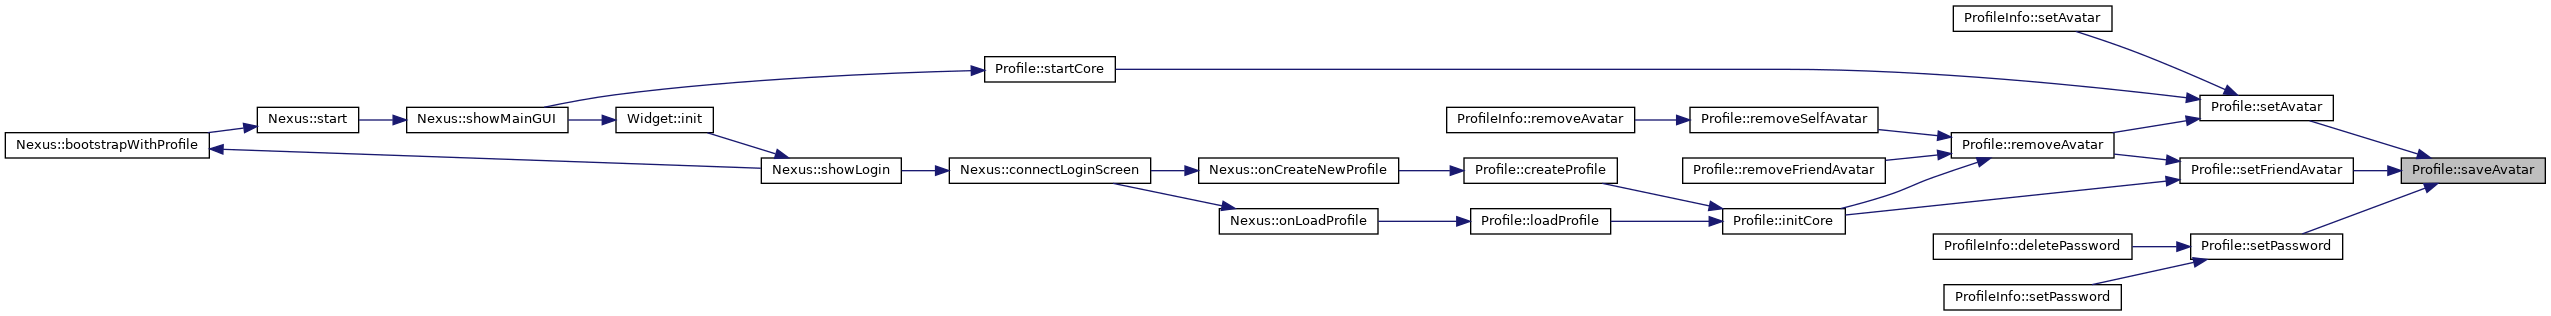 ProfileInfo::setAvatar
Profile::startCore
Profile::setAvatar
Nexus::start
Nexus::showMainGUI
Widget::init
ProfileInfo::removeAvatar
Profile::removeSelfAvatar
Nexus::bootstrapWithProfile
Profile::removeAvatar
Nexus::showLogin
Nexus::connectLoginScreen
Nexus::onCreateNewProfile
Profile::createProfile
Profile::removeFriendAvatar
Profile::setFriendAvatar
Profile::saveAvatar
Nexus::onLoadProfile
Profile::loadProfile
Profile::initCore
ProfileInfo::deletePassword
Profile::setPassword
ProfileInfo::setPassword